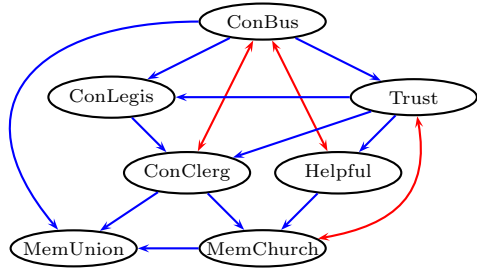 ConBus
ConLegis
Trust
ConClerg
Helpful
MemUnion
MemChurch